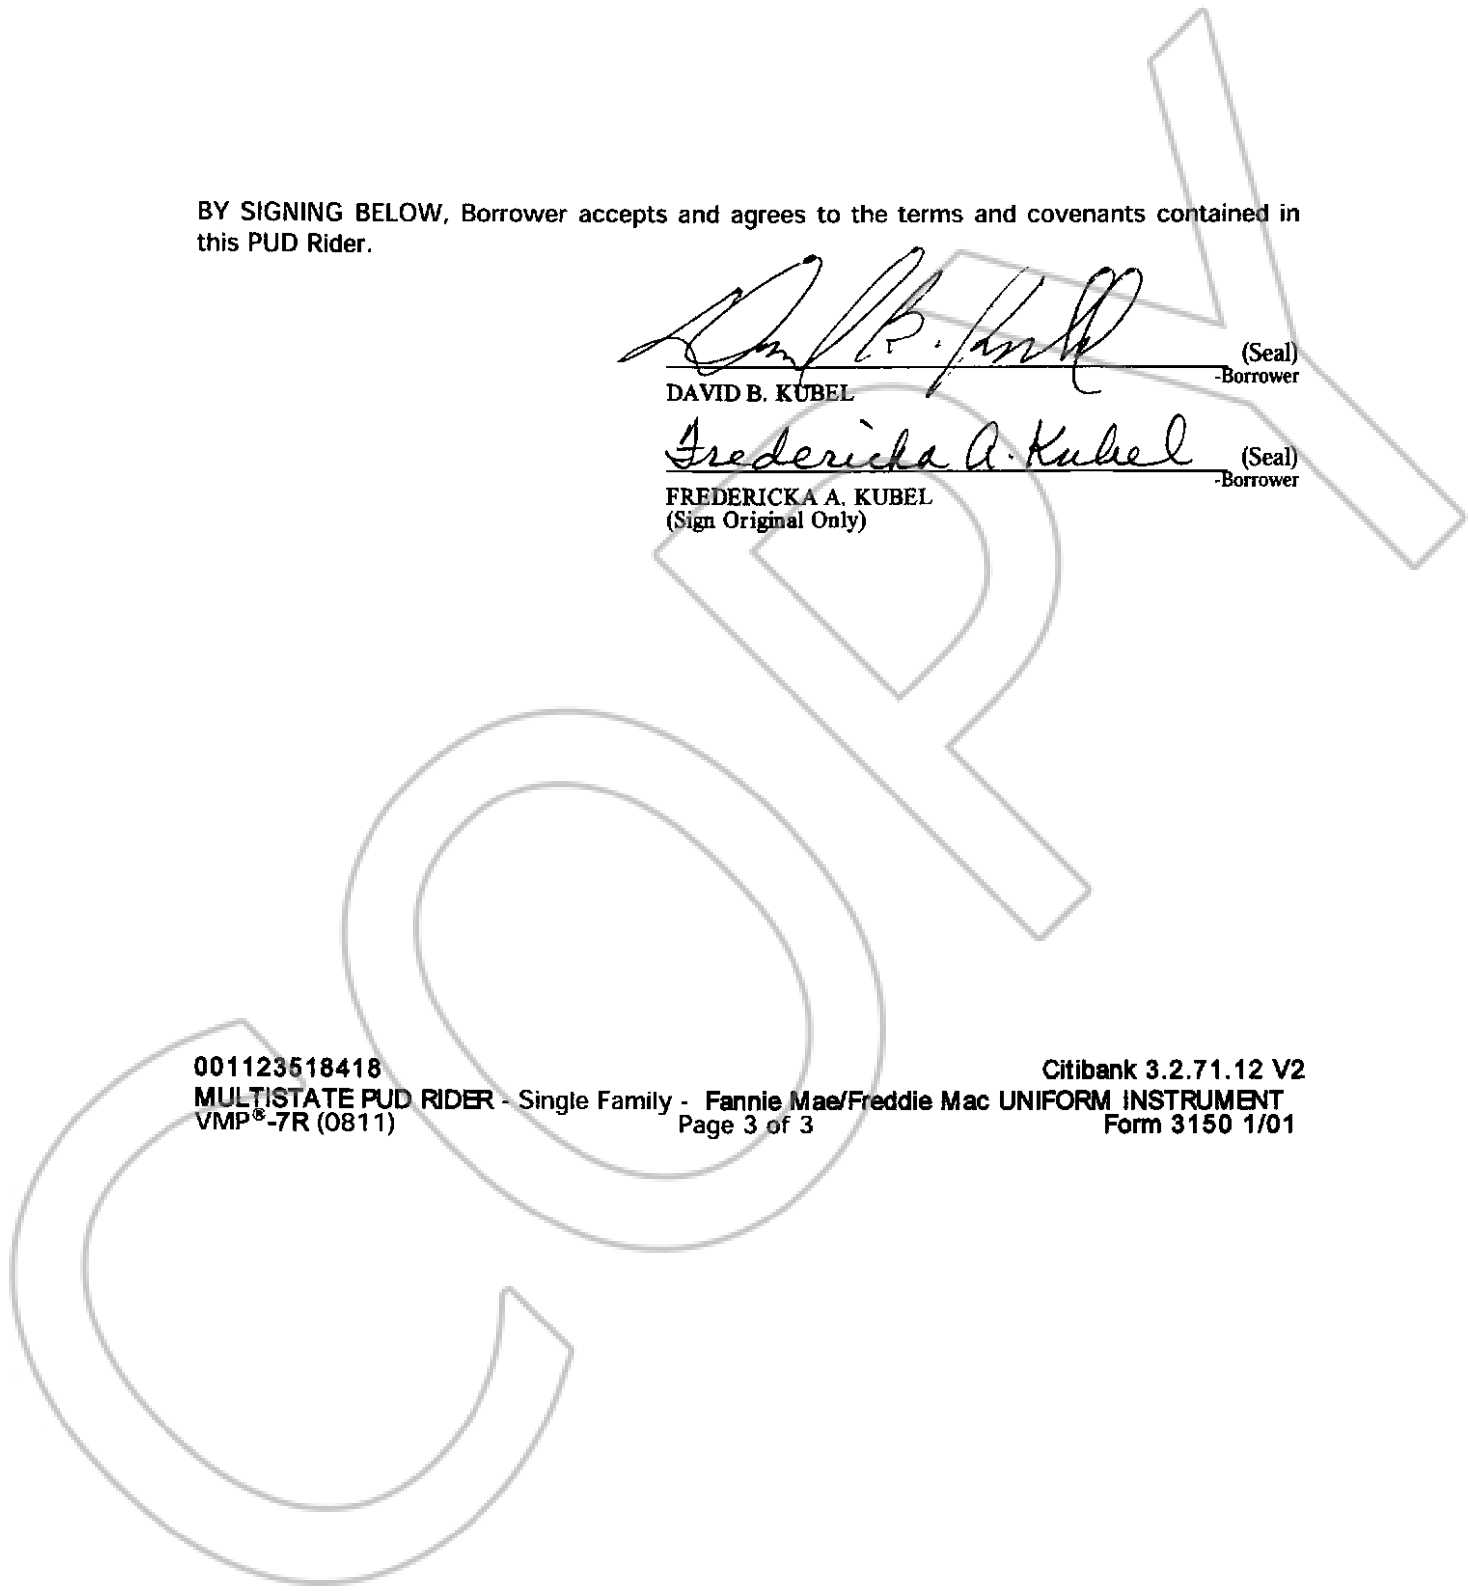 BY SIGNING BELOW, Borrower accepts and agrees to the terms and covenants contained in
this PUD Rider.
David B. Kubel (Seal)
-Borrower
DAVID B. KUBEL
Fredericka A. Kubel (Seal)
-Borrower
FREDERICKA A. KUBEL
(Sign Original Only)
COPY
001123518418 Citibank 3.2.71.12 V2
MULTISTATE PUD RIDER - Single Family - Fannie Mae/Freddie Mac UNIFORM INSTRUMENT
VMP®-7R (0811) Page 3 of 3 Form 3150 1/01